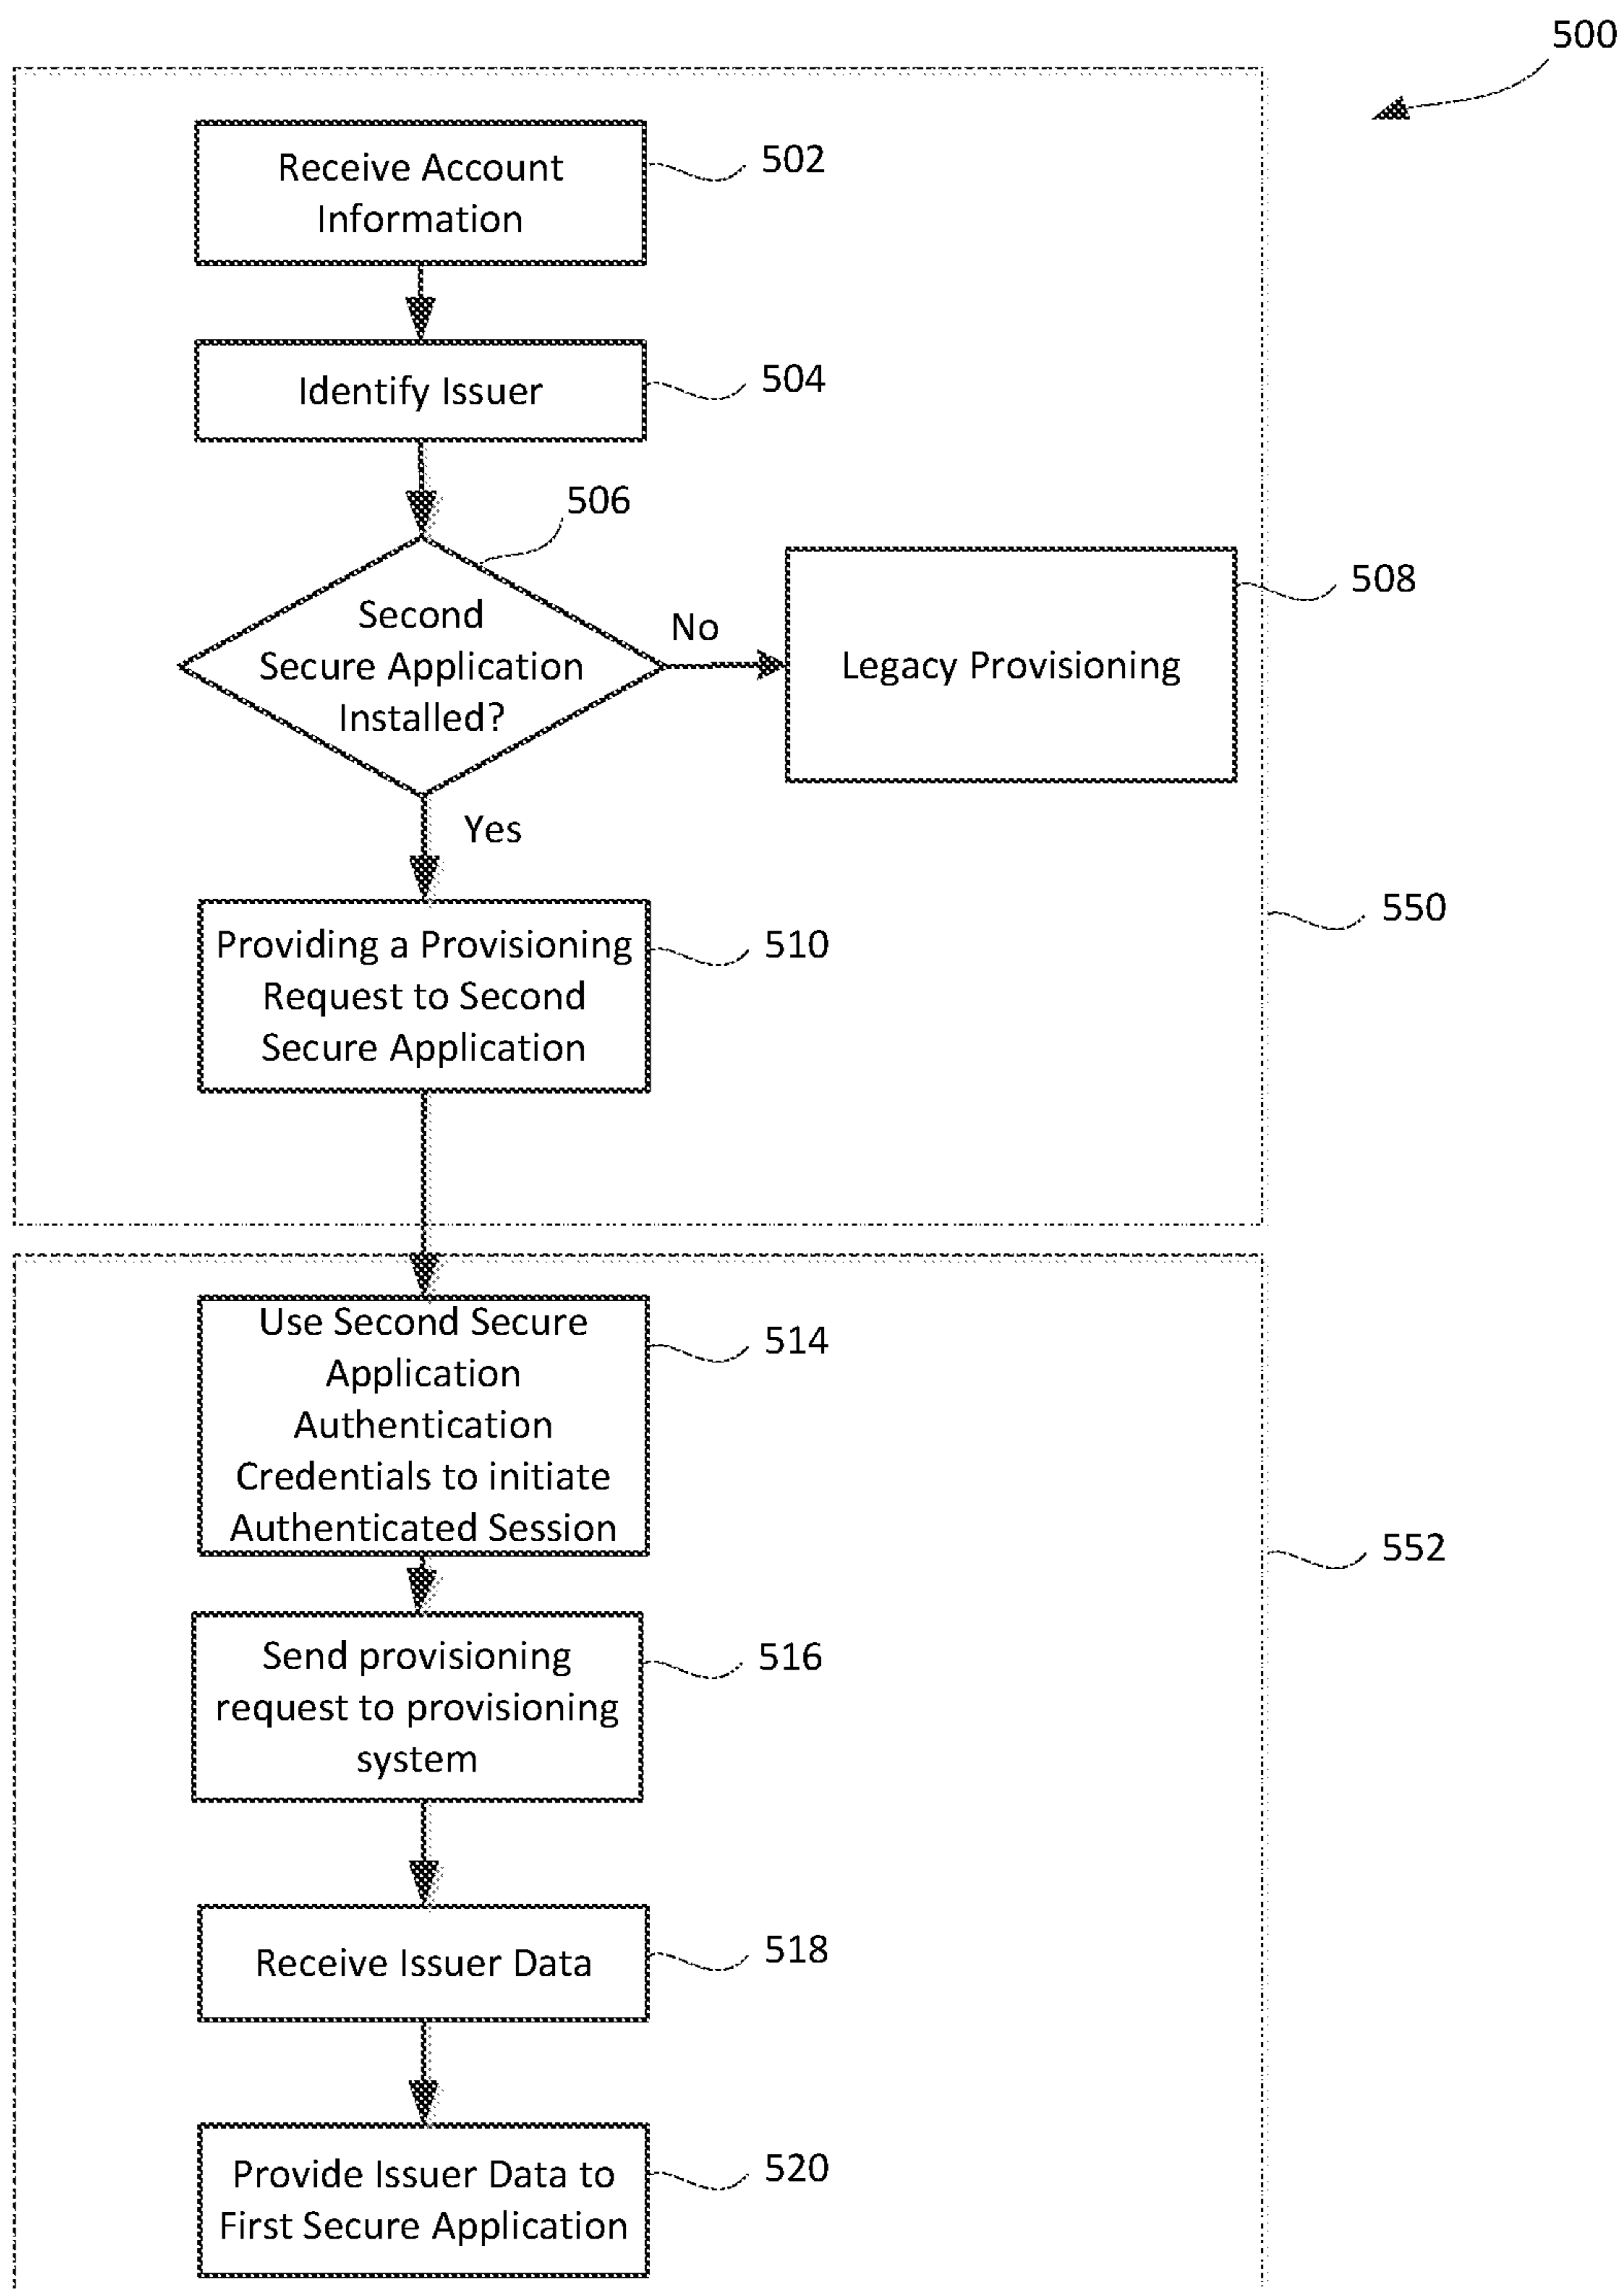 500
Receive Account
Information
502
Identify Issuer
504
506
Second
Secure Application
Installed?
No
Legacy Provisioning
508
Yes
550
Providing a Provisioning
Request to Second
Secure Application
510
Use Second Secure
Application
Authentication
Credentials to initiate
Authenticated Session
514
552
Send provisioning
request to provisioning
system
516
Receive Issuer Data
518
Provide Issuer Data to
First Secure Application
520